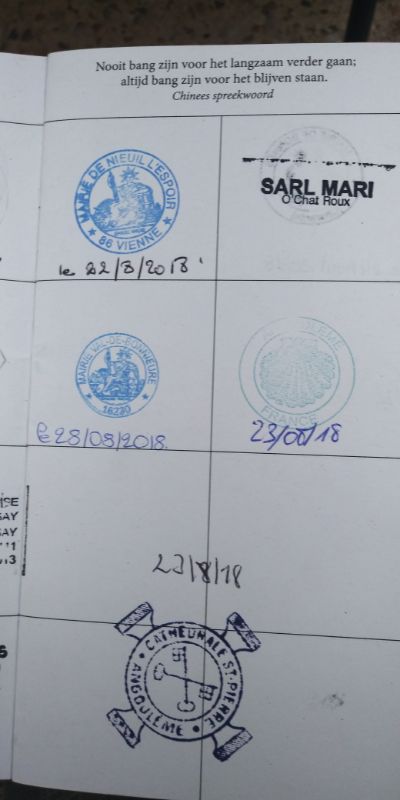 Nooit bang zijn voor het langzaam verder gaan;
altijd bang zijn voor het blijven staan.
Chinees spreekwoord
MAIRIE DE NIEUIL L'ESPOIR
★ 86 VIENNE ★
le 22/8/2018
SARL MARI
O'Chat Roux
MAIRIE VAL-DE-BONNIEURE
16230
le 28/08/2018.
FRANCE
23/08/18
23/8/18
CATHEDRALE ST-PIERRE
ANGOULÊME